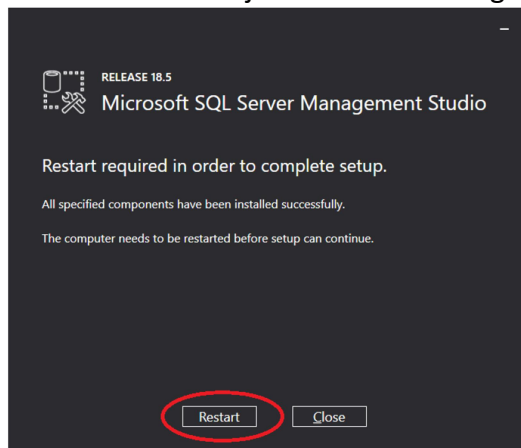 RELEASE 18.5
Microsoft SQL Server Management Studio
Restart required in order to complete setup.
All specified components have been installed successfully.
The computer needs to be restarted before setup can continue.
Restart Close